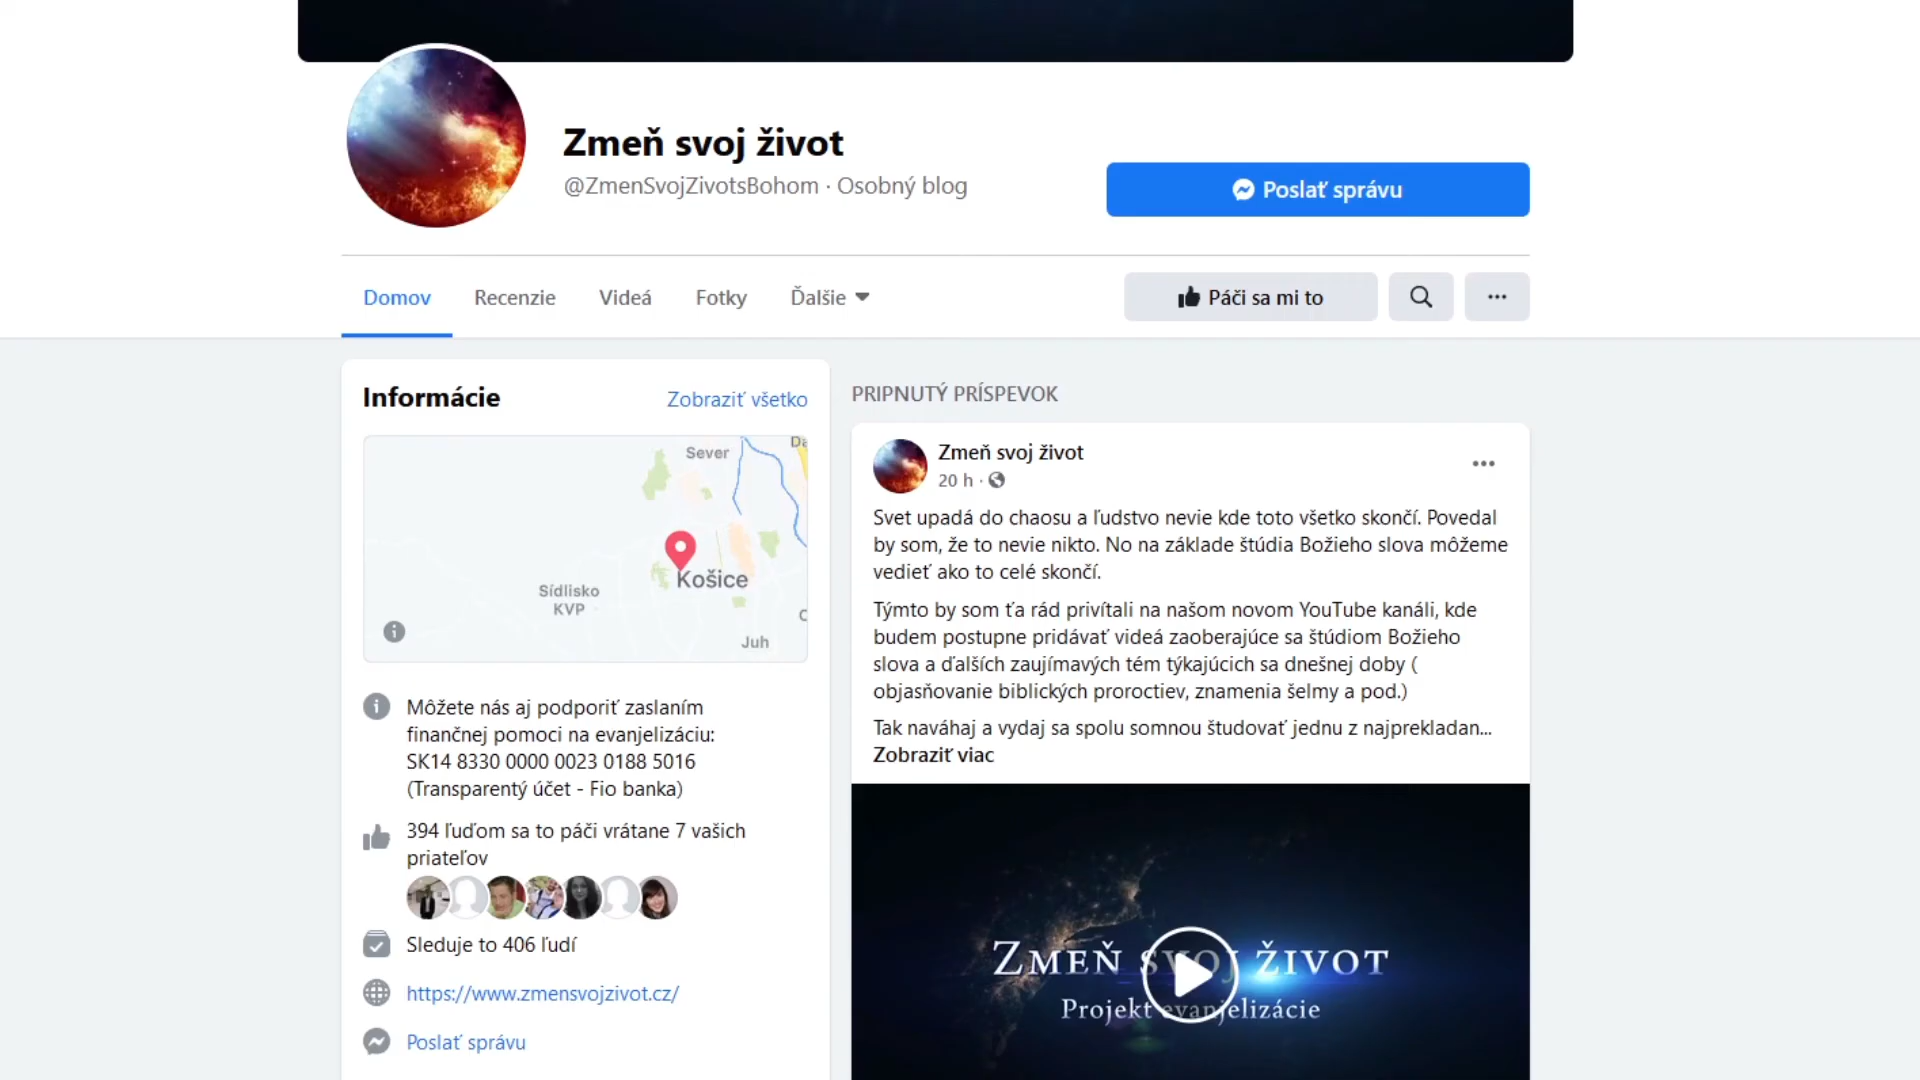 Zmeň svoj život
@ZmenSvojZivotsBohom · Osobný blog
Poslať správu
Domov
Recenzie
Videá
Fotky
Ďalšie
Páči sa mi to
Informácie
Zobraziť všetko
Sever
Košice
Sídlisko
KVP
Juh
Môžete nás aj podporiť zaslaním
finančnej pomoci na evanjelizáciu:
SK14 8330 0000 0023 0188 5016
(Transparentý účet - Fio banka)
394 ľuďom sa to páči vrátane 7 vašich
priateľov
Sleduje to 406 ľudí
https://www.zmensvojzivot.cz/
Poslať správu
PRIPNUTÝ PRÍSPEVOK
Zmeň svoj život
20 h ·
Svet upadá do chaosu a ľudstvo nevie kde toto všetko skončí. Povedal
by som, že to nevie nikto. No na základe štúdia Božieho slova môžeme
vedieť ako to celé skončí.
Týmto by som ťa rád privítali na našom novom YouTube kanáli, kde
budem postupne pridávať videá zaoberajúce sa štúdiom Božieho
slova a ďalších zaujímavých tém týkajúcich sa dnešnej doby (
objasňovanie biblických proroctiev, znamenia šelmy a pod.)
Tak naváhaj a vydaj sa spolu somnou študovať jednu z najprekladan...
Zobraziť viac
Zmeň svoj život
Projekt evanjelizácie